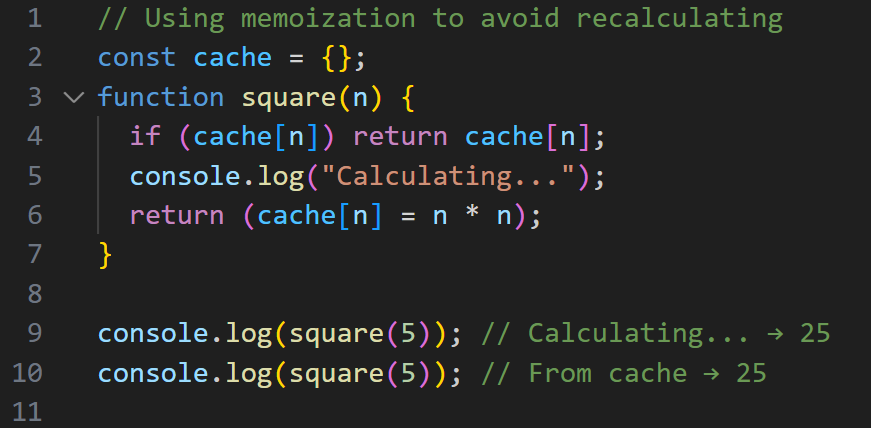 1 // Using memoization to avoid recalculating
2 const cache = {};
3 function square(n) {
4   if (cache[n]) return cache[n];
5   console.log("Calculating...");
6   return (cache[n] = n * n);
7 }
8
9 console.log(square(5)); // Calculating... → 25
10 console.log(square(5)); // From cache → 25
11